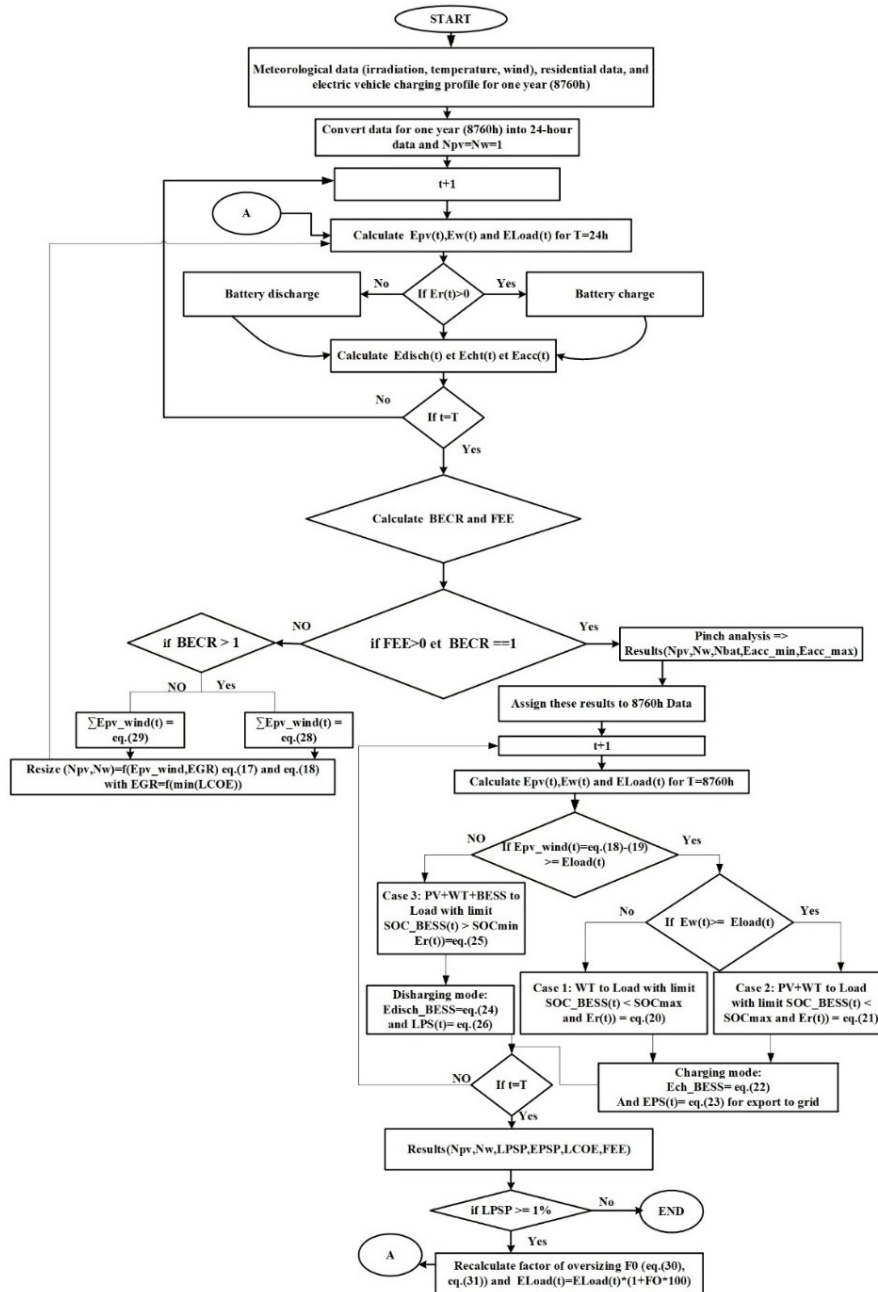 START
Meteorological data (irradiation, temperature, wind), residential data, and
electric vehicle charging profile for one year (8760h)
Convert data for one year (8760h) into 24-hour
data and Npv=Nw=1
t+1
A
Calculate Epv(t),Ew(t) and ELoad(t) for T=24h
No
If Er(t)>0
Yes
Battery discharge
Battery charge
Calculate Edisch(t) et Echt(t) et Eacc(t)
No
If t=T
Yes
Calculate BECR and FEE
NO
if BECR > 1
if FEE>0 et BECR ==1
Yes
Pinch analysis =>
Results(Npv,Nw,Nbat,Eacc_min,Eacc_max)
NO
Yes
Assign these results to 8760h Data
∑Epv_wind(t) =
eq.(29)
∑Epv_wind(t) =
eq.(28)
t+1
Resize (Npv,Nw)=f(Epv_wind,EGR) eq.(17) and eq.(18)
with EGR=f(min(LCOE))
Calculate Epv(t),Ew(t) and ELoad(t) for T=8760h
NO
If Epv_wind(t)=eq.(18)-(19)
>= Eload(t)
Yes
Case 3: PV+WT+BESS to
Load with limit
SOC_BESS(t) > SOCmin
Er(t))=eq.(25)
No
If Ew(t)>= Eload(t)
Yes
Case 1: WT to Load with limit
SOC_BESS(t) < SOCmax
and Er(t)) = eq.(20)
Case 2: PV+WT to Load
with limit SOC_BESS(t) <
SOCmax and Er(t)) = eq.(21)
Disharging mode:
Edisch_BESS=eq.(24)
and LPS(t)= eq.(26)
NO
If t=T
Charging mode:
Ech_BESS= eq.(22)
And EPS(t)= eq.(23) for export to grid
Yes
Results(Npv,Nw,LPSP,EPSP,LCOE,FEE)
if LPSP >= 1%
No
END
Yes
A
Recalculate factor of oversizing F0 (eq.(30),
eq.(31)) and ELoad(t)=ELoad(t)*(1+FO*100)